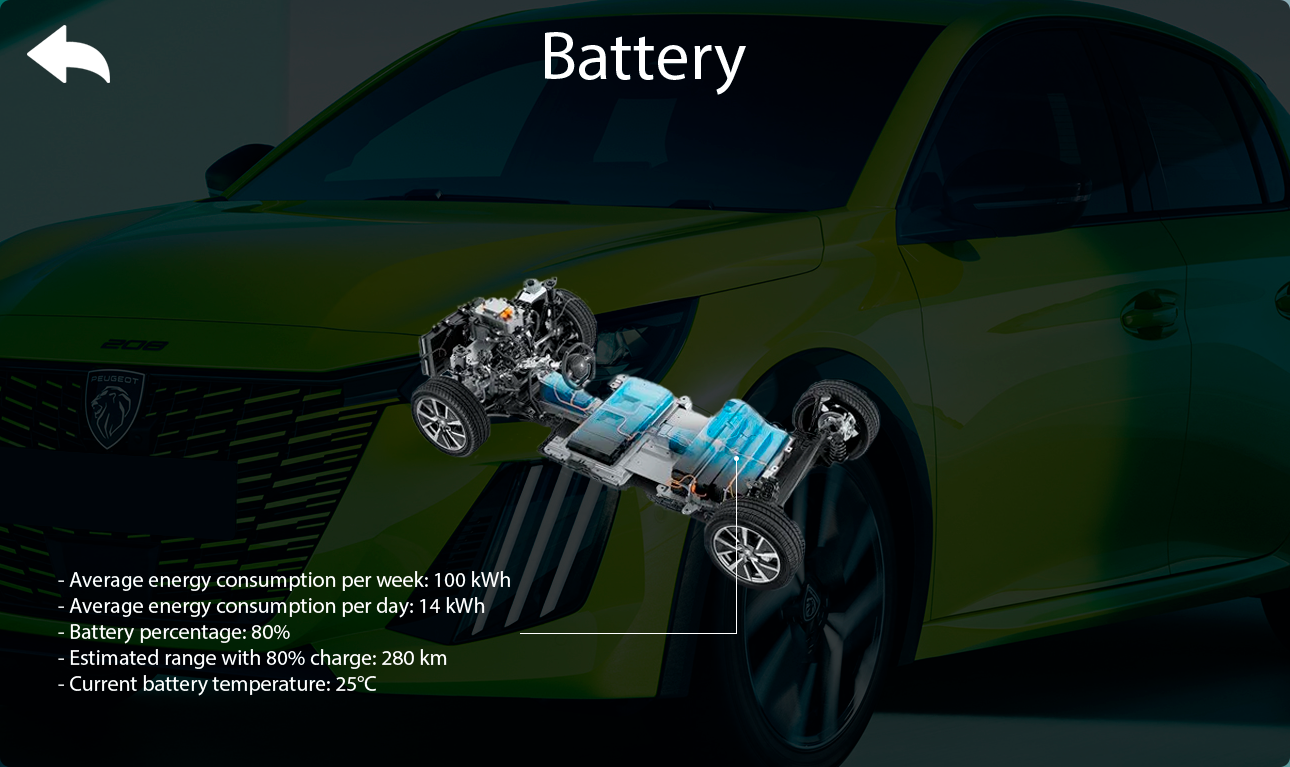 Battery
208
PEUGEOT
- Average energy consumption per week: 100 kWh
- Average energy consumption per day: 14 kWh
- Battery percentage: 80%
- Estimated range with 80% charge: 280 km
- Current battery temperature: 25°C